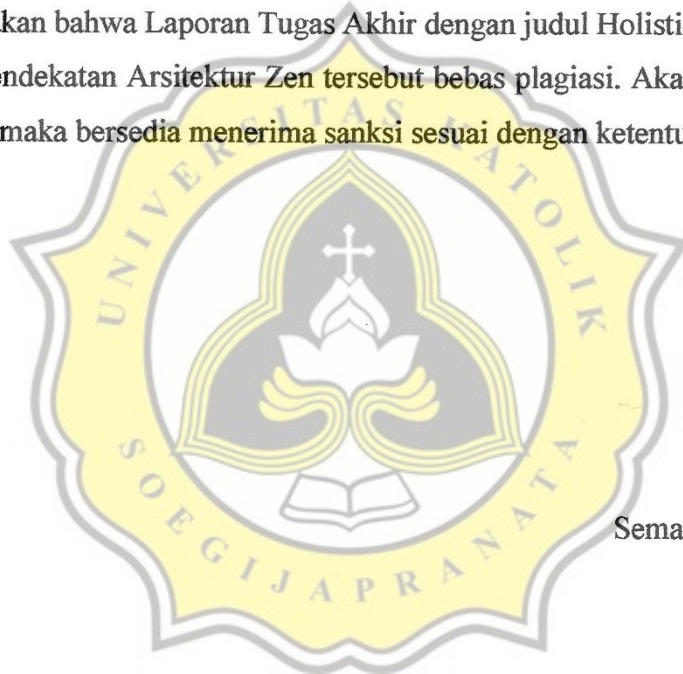 akan bahwa Laporan Tugas Akhir dengan judul Holisti
endekatan Arsitektur Zen tersebut bebas plagiasi. Aka
maka bersedia menerima sanksi sesuai dengan ketentu
UNIVERSITAS KATOLIK
SOEGIJAPRANATA
Sema